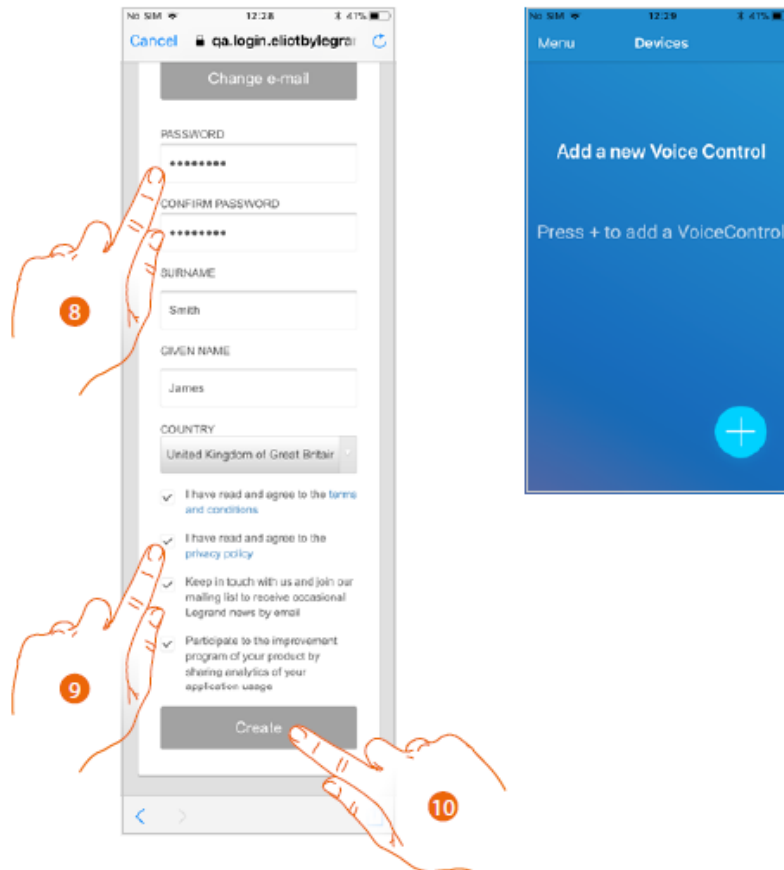 No SIM 12:28 41%
Cancel qa.login.eliotbylegra
Change e-mail
PASSWORD
••••••••
CONFIRM PASSWORD
••••••••
SURNAME
Smith
GIVEN NAME
James
COUNTRY
United Kingdom of Great Britair
I have read and agree to the terms
and conditions
I have read and agree to the
privacy policy
Keep in touch with us and join our
mailing list to receive occasional
Legrand news by email
Participate to the improvement
program of your product by
sharing analytics of your
application usage
Create
8
9
10
No SIM 12:29 41%
Menu Devices
Add a new Voice Control
Press + to add a VoiceControl